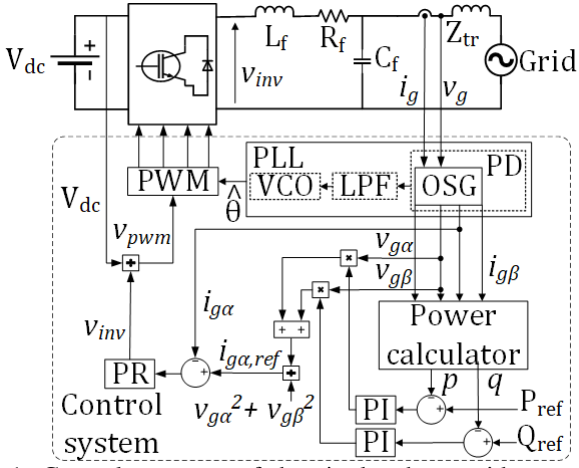 V_dc
+
-
L_f
R_f
C_f
Z_tr
Grid
v_inv
i_g
v_g
PLL
PD
VCO
LPF
OSG
PWM
θ̂
V_dc
v_pwm
v_gα
v_gβ
i_gβ
i_gα
v_inv
i_gα,ref
PR
v_gα² + v_gβ²
Power
calculator
p
q
PI
P_ref
PI
Q_ref
Control
system